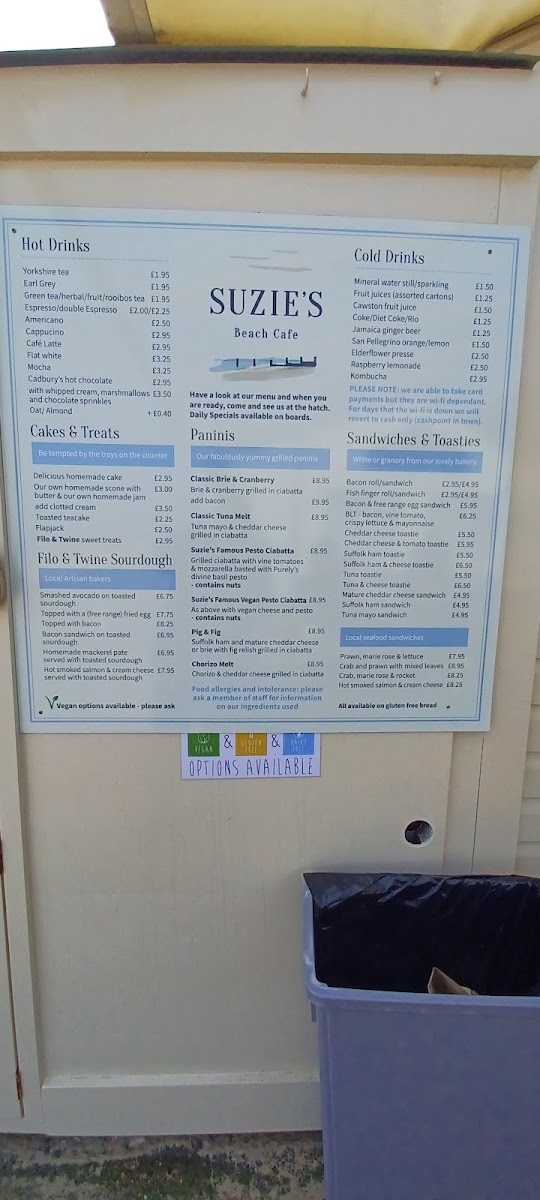 Hot Drinks
Yorkshire tea £1.95
Earl Grey £1.95
Green tea/herbal/fruit/rooibos tea £1.95
Espresso/double Espresso £2.00/£2.25
Americano £2.50
Cappucino £2.95
Café Latte £2.95
Flat white £3.25
Mocha £3.25
Cadbury's hot chocolate £2.95
with whipped cream, marshmallows £3.50
and chocolate sprinkles
Oat/ Almond + £0.40
Cakes & Treats
Be tempted by the trays on the counter
Delicious homemade cake £2.95
Our own homemade scone with £3.00
butter & our own homemade jam
add clotted cream £3.50
Toasted teacake £2.25
Flapjack £2.50
Filo & Twine sweet treats £2.95
Filo & Twine Sourdough
Local Artisan bakers
Smashed avocado on toasted £6.75
sourdough
Topped with a (free range) fried egg £7.75
Topped with bacon £8.25
Bacon sandwich on toasted £6.95
sourdough
Homemade mackerel pate £6.95
served with toasted sourdough
Hot smoked salmon & cream cheese £7.95
served with toasted sourdough
Vegan options available - please ask
SUZIE'S
Beach Cafe
Have a look at our menu and when you
are ready, come and see us at the hatch.
Daily Specials available on boards.
Paninis
Our fabulously yummy grilled paninis
Classic Brie & Cranberry £8.95
Brie & cranberry grilled in ciabatta
add bacon £9.95
Classic Tuna Melt £8.95
Tuna mayo & cheddar cheese
grilled in ciabatta
Suzie's Famous Pesto Ciabatta £8.95
Grilled ciabatta with vine tomatoes
& mozzarella basted with Purely's
divine basil pesto
- contains nuts
Suzie's Famous Vegan Pesto Ciabatta £8.95
As above with vegan cheese and pesto
- contains nuts
Pig & Fig £8.95
Suffolk ham and mature cheddar cheese
or brie with fig relish grilled in ciabatta
Chorizo Melt £8.95
Chorizo & cheddar cheese grilled in ciabatta
Food allergies and intolerance: please
ask a member of staff for information
on our ingredients used
Cold Drinks
Mineral water still/sparkling £1.50
Fruit juices (assorted cartons) £1.25
Cawston fruit juice £1.50
Coke/Diet Coke/Rio £1.25
Jamaica ginger beer £1.25
San Pellegrino orange/lemon £1.50
Elderflower presse £2.50
Raspberry lemonade £2.50
Kombucha £2.95
PLEASE NOTE: we are able to take card
payments but they are wi-fi dependant.
For days that the wi-fi is down we will
revert to cash only (cashpoint in town).
Sandwiches & Toasties
White or granary from our lovely bakery
Bacon roll/sandwich £2.95/£4.95
Fish finger roll/sandwich £2.95/£4.95
Bacon & free range egg sandwich £5.95
BLT - bacon, vine tomato, £6.25
crispy lettuce & mayonnaise
Cheddar cheese toastie £5.50
Cheddar cheese & tomato toastie £5.95
Suffolk ham toastie £5.50
Suffolk ham & cheese toastie £6.50
Tuna toastie £5.50
Tuna & cheese toastie £6.50
Mature cheddar cheese sandwich £4.95
Suffolk ham sandwich £4.95
Tuna mayo sandwich £4.95
Local seafood sandwiches
Prawn, marie rose & lettuce £7.95
Crab and prawn with mixed leaves £8.95
Crab, marie rose & rocket £8.25
Hot smoked salmon & cream cheese £8.25
All available on gluten free bread
VEGAN & GLUTEN FREE & DAIRY FREE
OPTIONS AVAILABLE